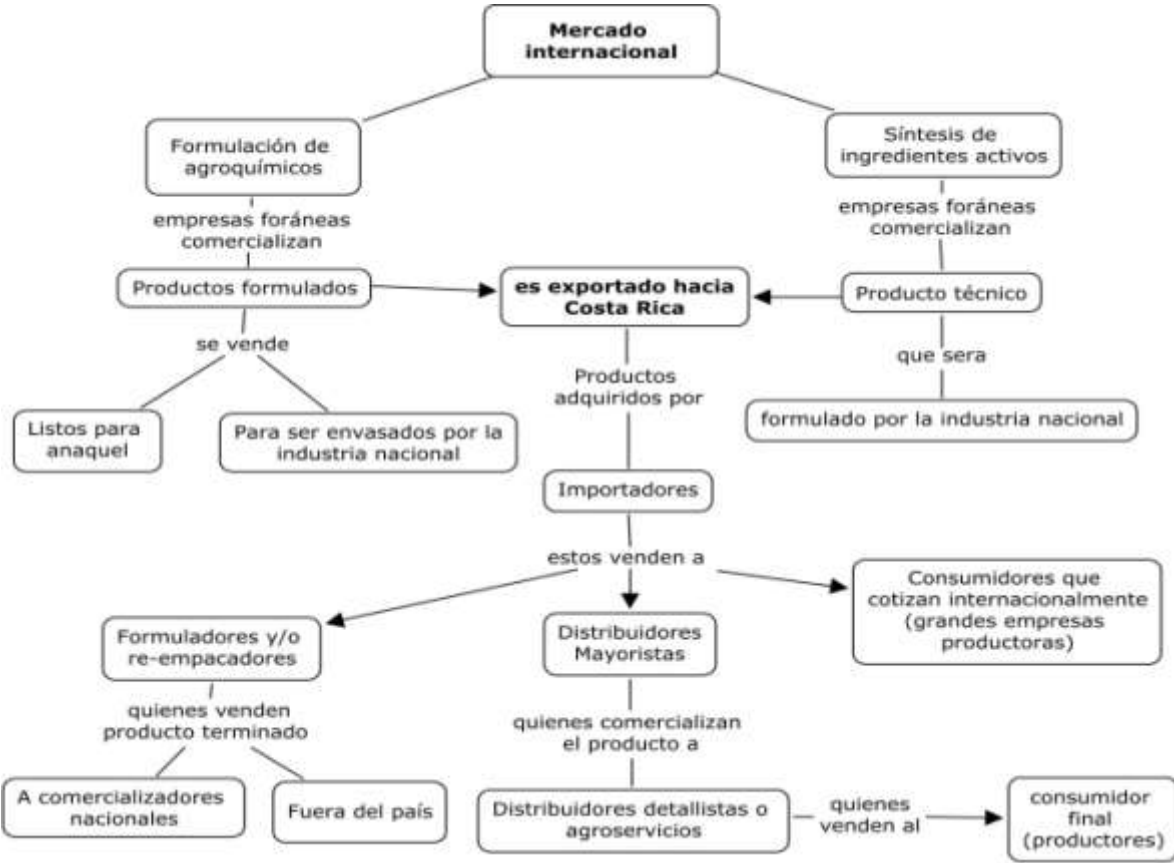 Mercado
internacional
Formulación de
agroquímicos
Síntesis de
ingredientes activos
empresas foráneas
comercializan
empresas foráneas
comercializan
Productos formulados
es exportado hacia
Costa Rica
Producto técnico
se vende
que sera
Productos
adquiridos por
Listos para
anaquel
Para ser envasados por la
industria nacional
formulado por la industria nacional
Importadores
estos venden a
Consumidores que
cotizan internacionalmente
(grandes empresas
productoras)
Formuladores y/o
re-empacadores
Distribuidores
Mayoristas
quienes venden
producto terminado
quienes comercializan
el producto a
A comercializadores
nacionales
Fuera del país
Distribuidores detallistas o
agroservicios
quienes
venden al
consumidor
final
(productores)